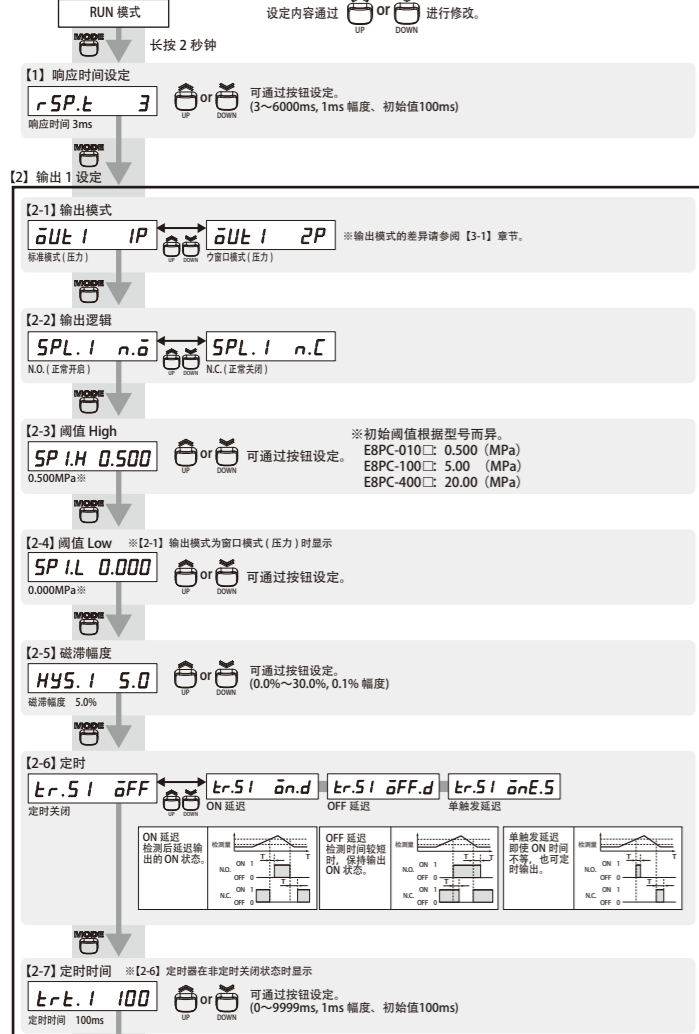 RUN 模式
设定内容通过 or 进行修改。
UP DOWN
MODE 长按 2 秒钟
【1】响应时间设定
rSP.t 3
响应时间 3ms
or
UP DOWN
可通过按钮设定。
(3～6000ms, 1ms 幅度、初始值100ms)
MODE
【2】输出 1 设定
【2-1】输出模式
oUt 1 1P
标准模式 ( 压力 )
UP DOWN
oUt 1 2P
ウ窗口模式 ( 压力 )
※输出模式的差异请参阅【3-1】章节。
MODE
【2-2】输出逻辑
SPL. 1 n.o
N.O. ( 正常开启 )
UP DOWN
SPL. 1 n.C
N.C. ( 正常关闭 )
MODE
【2-3】阈值 High
SP 1.H 0.500
0.500MPa※
or
UP DOWN
可通过按钮设定。
※初始阈值根据型号而异。
E8PC-010□: 0.500（MPa）
E8PC-100□: 5.00 （MPa）
E8PC-400□: 20.00（MPa）
MODE
【2-4】阈值 Low ※【2-1】输出模式为窗口模式 ( 压力 ) 时显示
SP 1.L 0.000
0.000MPa※
or
UP DOWN
可通过按钮设定。
MODE
【2-5】磁滞幅度
HYS. 1 5.0
磁滞幅度 5.0%
or
UP DOWN
可通过按钮设定。
(0.0%～30.0%, 0.1% 幅度)
MODE
【2-6】定时
tr.S1 oFF
定时关闭
UP DOWN
tr.S1 on.d
ON 延迟
tr.S1 oFF.d
OFF 延迟
tr.S1 onE.S
单触发延迟
ON 延迟
检测后延迟输
出的 ON 状态。
检测量
T T
N.O. ON 1
OFF 0
T
N.C. ON 1
OFF 0
OFF 延迟
检测时间较短
时，保持输出
ON 状态。
检测量
T T
N.O. ON 1
OFF 0
T
N.C. ON 1
OFF 0
单触发延迟
即使 ON 时间
不等，也可定
时输出。
检测量
T T
N.O. ON 1
OFF 0
T
N.C. ON 1
OFF 0
MODE
【2-7】定时时间 ※【2-6】定时器在非定时关闭状态时显示
trt. 1 100
定时时间 100ms
or
UP DOWN
可通过按钮设定。
(0～9999ms, 1ms 幅度、初始值100ms)